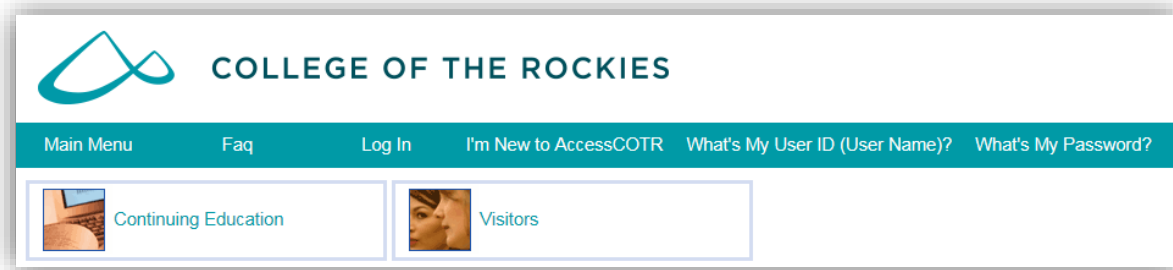 COLLEGE OF THE ROCKIES
Main Menu Faq Log In I'm New to AccessCOTR What's My User ID (User Name)? What's My Password?
Continuing Education Visitors